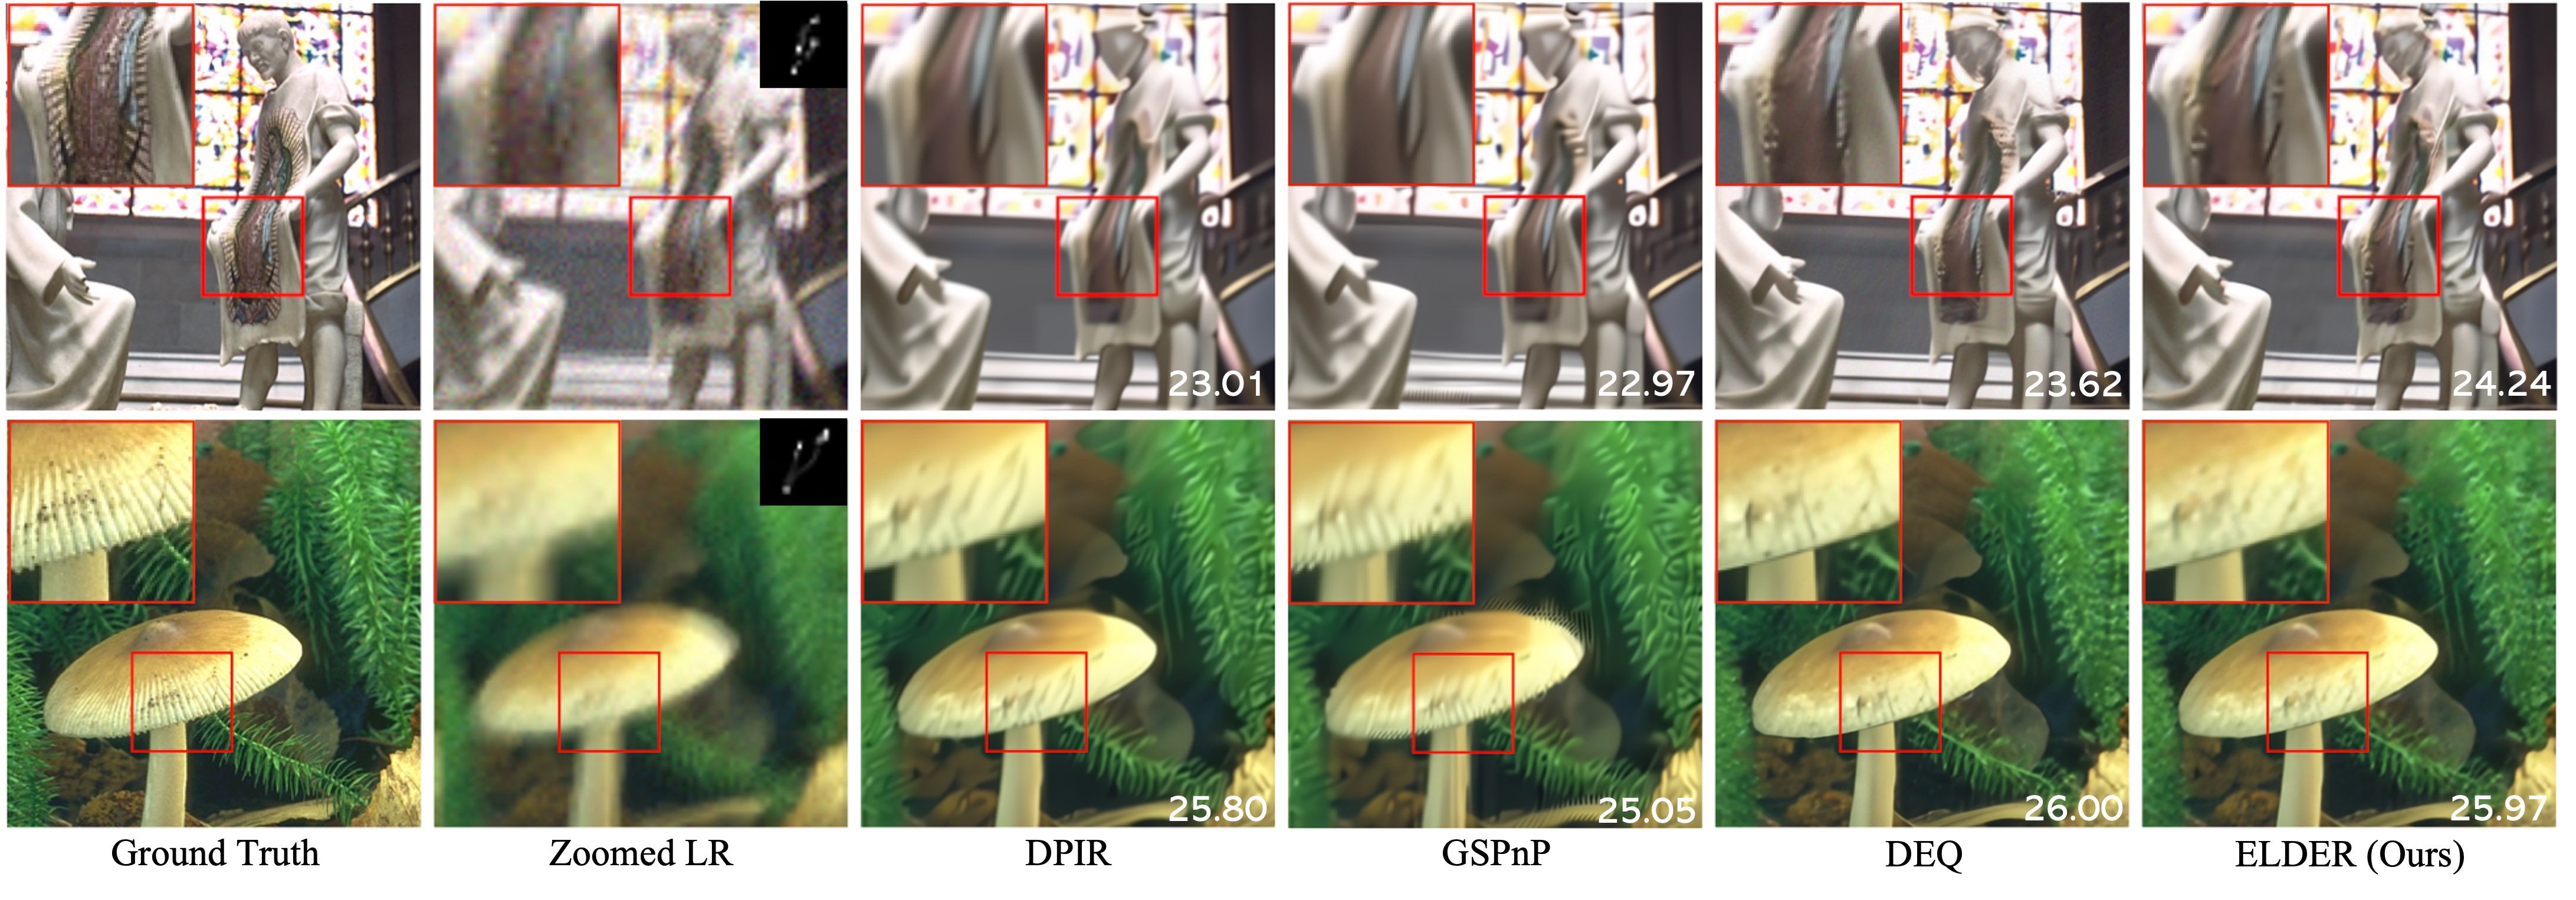 23.01
22.97
23.62
24.24
25.80
25.05
26.00
25.97
Ground Truth
Zoomed LR
DPIR
GSPnP
DEQ
ELDER (Ours)